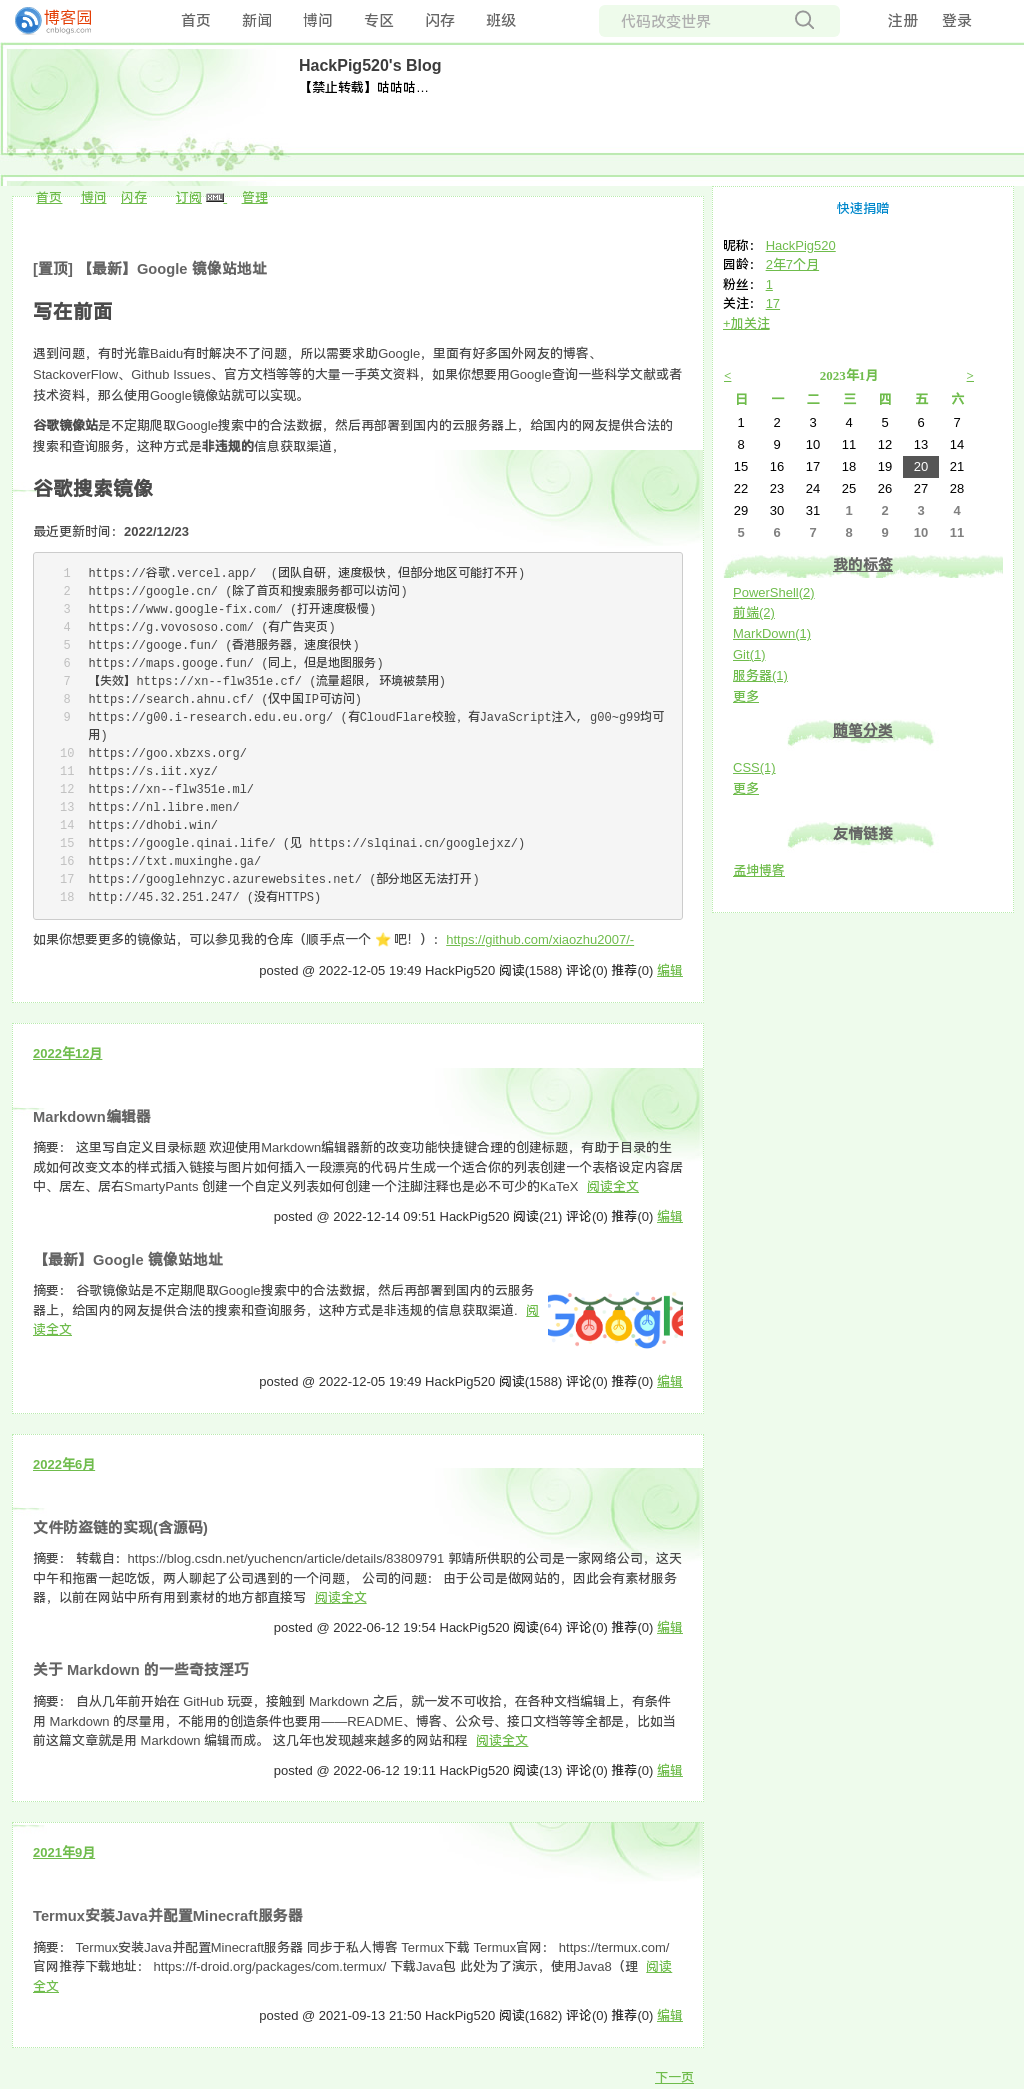 博客园
cnblogs.com
首页 新闻 博问 专区 闪存 班级 代码改变世界 注册 登录
HackPig520's Blog
【禁止转载】咕咕咕…
首页 博问 闪存 订阅 XML 管理
[置顶] 【最新】Google 镜像站地址
写在前面
遇到问题，有时光靠Baidu有时解决不了问题，所以需要求助Google，里面有好多国外网友的博客、
StackoverFlow、Github Issues、官方文档等等的大量一手英文资料，如果你想要用Google查询一些科学文献或者
技术资料，那么使用Google镜像站就可以实现。
谷歌镜像站是不定期爬取Google搜索中的合法数据，然后再部署到国内的云服务器上，给国内的网友提供合法的
搜索和查询服务，这种方式是非违规的信息获取渠道，
谷歌搜索镜像
最近更新时间：2022/12/23
1 https://谷歌.vercel.app/  (团队自研，速度极快，但部分地区可能打不开)
2 https://google.cn/ (除了首页和搜索服务都可以访问)
3 https://www.google-fix.com/ (打开速度极慢)
4 https://g.vovososo.com/ (有广告夹页)
5 https://googe.fun/ (香港服务器，速度很快)
6 https://maps.googe.fun/ (同上，但是地图服务)
7 【失效】https://xn--flw351e.cf/ (流量超限, 环境被禁用)
8 https://search.ahnu.cf/ (仅中国IP可访问)
9 https://g00.i-research.edu.eu.org/ (有CloudFlare校验，有JavaScript注入, g00~g99均可
用)
10 https://goo.xbzxs.org/
11 https://s.iit.xyz/
12 https://xn--flw351e.ml/
13 https://nl.libre.men/
14 https://dhobi.win/
15 https://google.qinai.life/ (见 https://slqinai.cn/googlejxz/)
16 https://txt.muxinghe.ga/
17 https://googlehnzyc.azurewebsites.net/ (部分地区无法打开)
18 http://45.32.251.247/ (没有HTTPS)
如果你想要更多的镜像站，可以参见我的仓库（顺手点一个 ⭐ 吧！）：https://github.com/xiaozhu2007/-
posted @ 2022-12-05 19:49 HackPig520 阅读(1588) 评论(0) 推荐(0) 编辑
2022年12月
Markdown编辑器
摘要： 这里写自定义目录标题 欢迎使用Markdown编辑器新的改变功能快捷键合理的创建标题，有助于目录的生
成如何改变文本的样式插入链接与图片如何插入一段漂亮的代码片生成一个适合你的列表创建一个表格设定内容居
中、居左、居右SmartyPants 创建一个自定义列表如何创建一个注脚注释也是必不可少的KaTeX 阅读全文
posted @ 2022-12-14 09:51 HackPig520 阅读(21) 评论(0) 推荐(0) 编辑
【最新】Google 镜像站地址
摘要： 谷歌镜像站是不定期爬取Google搜索中的合法数据，然后再部署到国内的云服务
器上，给国内的网友提供合法的搜索和查询服务，这种方式是非违规的信息获取渠道. 阅
读全文
Google
posted @ 2022-12-05 19:49 HackPig520 阅读(1588) 评论(0) 推荐(0) 编辑
2022年6月
文件防盗链的实现(含源码)
摘要： 转载自：https://blog.csdn.net/yuchencn/article/details/83809791 郭靖所供职的公司是一家网络公司，这天
中午和拖雷一起吃饭，两人聊起了公司遇到的一个问题， 公司的问题： 由于公司是做网站的，因此会有素材服务
器，以前在网站中所有用到素材的地方都直接写 阅读全文
posted @ 2022-06-12 19:54 HackPig520 阅读(64) 评论(0) 推荐(0) 编辑
关于 Markdown 的一些奇技淫巧
摘要： 自从几年前开始在 GitHub 玩耍，接触到 Markdown 之后，就一发不可收拾，在各种文档编辑上，有条件
用 Markdown 的尽量用，不能用的创造条件也要用——README、博客、公众号、接口文档等等全都是，比如当
前这篇文章就是用 Markdown 编辑而成。 这几年也发现越来越多的网站和程 阅读全文
posted @ 2022-06-12 19:11 HackPig520 阅读(13) 评论(0) 推荐(0) 编辑
2021年9月
Termux安装Java并配置Minecraft服务器
摘要： Termux安装Java并配置Minecraft服务器 同步于私人博客 Termux下载 Termux官网： https://termux.com/
官网推荐下载地址： https://f-droid.org/packages/com.termux/ 下载Java包 此处为了演示，使用Java8（理 阅读
全文
posted @ 2021-09-13 21:50 HackPig520 阅读(1682) 评论(0) 推荐(0) 编辑
下一页
快速捐赠
昵称： HackPig520
园龄： 2年7个月
粉丝： 1
关注： 17
+加关注
< 2023年1月 >
日 一 二 三 四 五 六
1 2 3 4 5 6 7
8 9 10 11 12 13 14
15 16 17 18 19 20 21
22 23 24 25 26 27 28
29 30 31 1 2 3 4
5 6 7 8 9 10 11
我的标签
PowerShell(2)
前端(2)
MarkDown(1)
Git(1)
服务器(1)
更多
随笔分类
CSS(1)
更多
友情链接
孟坤博客